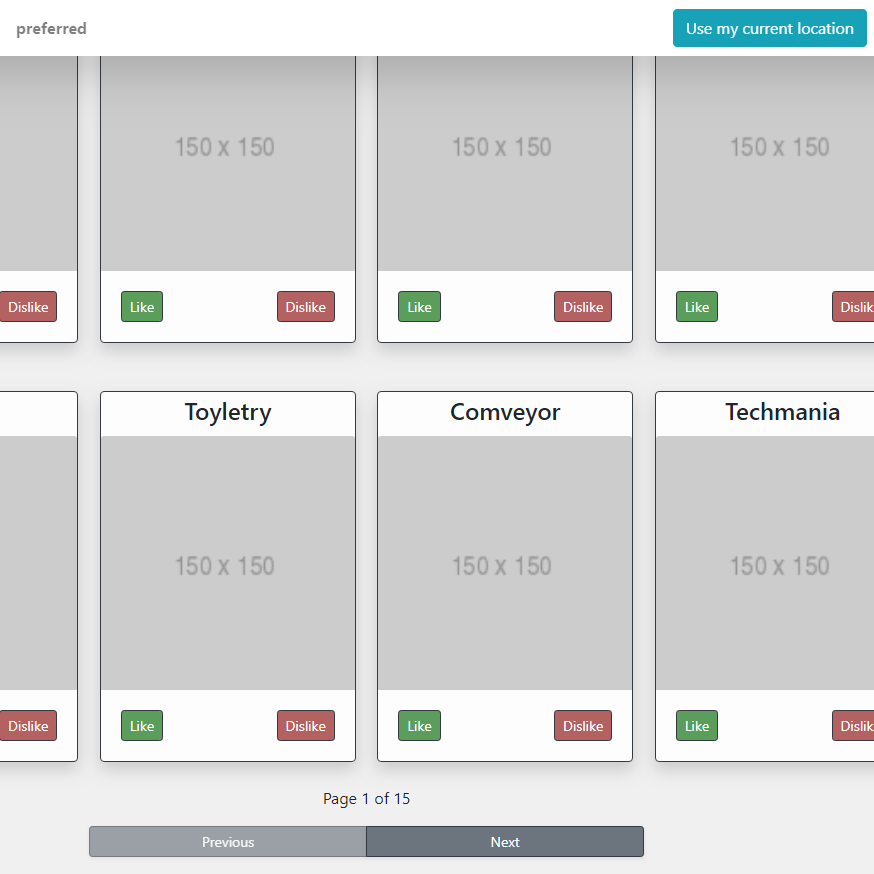 preferred
Use my current location
150 x 150
150 x 150
150 x 150
Dislike
Like
Dislike
Like
Dislike
Like
Dislik
Toyletry
Comveyor
Techmania
150 x 150
150 x 150
150 x 150
Dislike
Like
Dislike
Like
Dislike
Like
Dislik
Page 1 of 15
Previous
Next